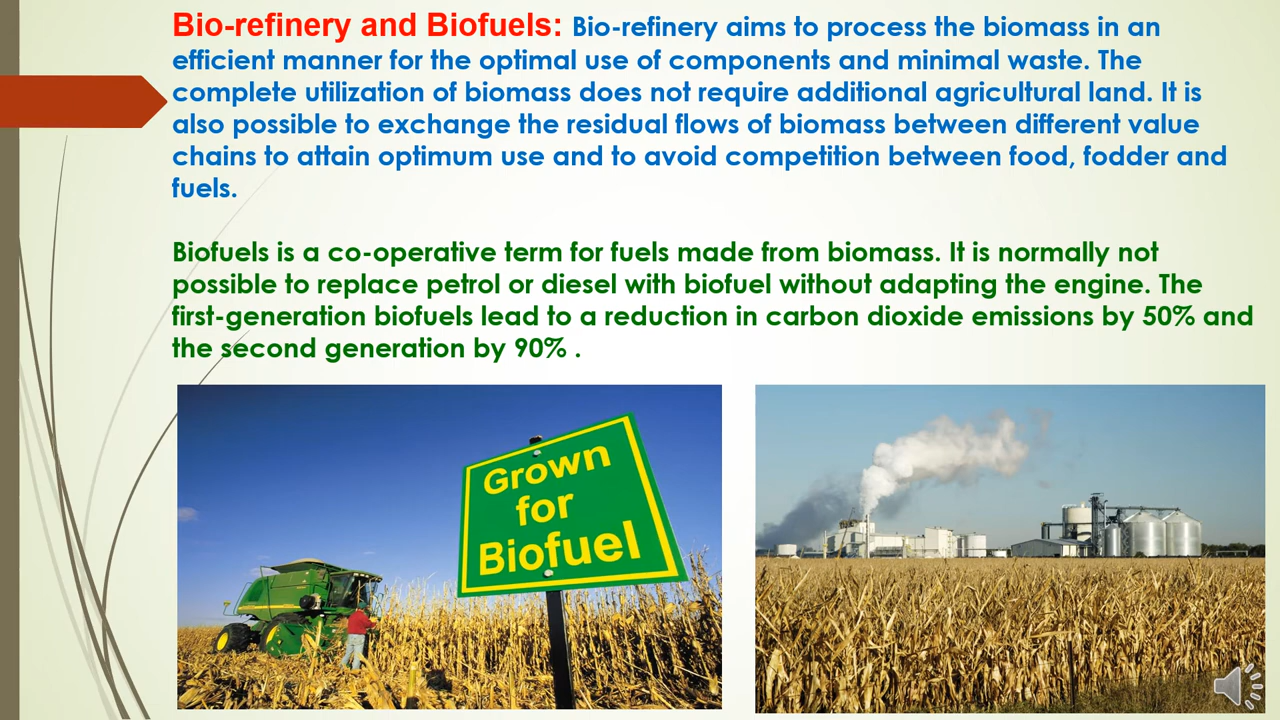 Bio-refinery and Biofuels: Bio-refinery aims to process the biomass in an
efficient manner for the optimal use of components and minimal waste. The
complete utilization of biomass does not require additional agricultural land. It is
also possible to exchange the residual flows of biomass between different value
chains to attain optimum use and to avoid competition between food, fodder and
fuels.
Biofuels is a co-operative term for fuels made from biomass. It is normally not
possible to replace petrol or diesel with biofuel without adapting the engine. The
first-generation biofuels lead to a reduction in carbon dioxide emissions by 50% and
the second generation by 90% .
Grown
for
Biofuel